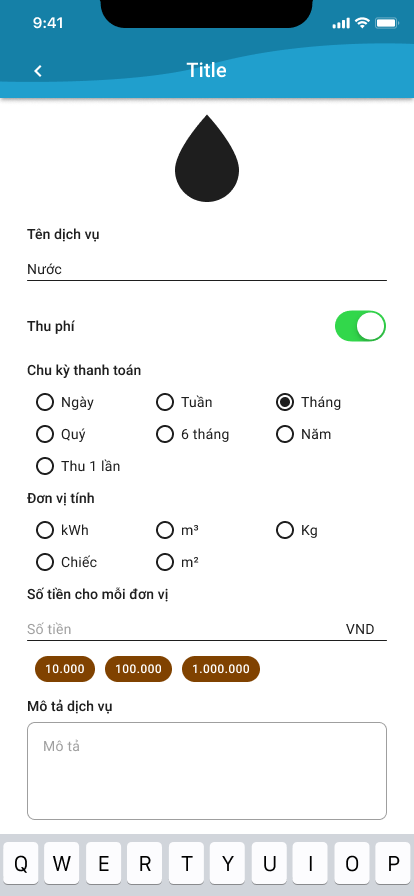 9:41
Title
Tên dịch vụ
Nước
Thu phí
Chu kỳ thanh toán
Ngày Tuần Tháng
Quý 6 tháng Năm
Thu 1 lần
Đơn vị tính
kWh m³ Kg
Chiếc m²
Số tiền cho mỗi đơn vị
Số tiền VND
10.000 100.000 1.000.000
Mô tả dịch vụ
Mô tả
Q W E R T Y U I O P